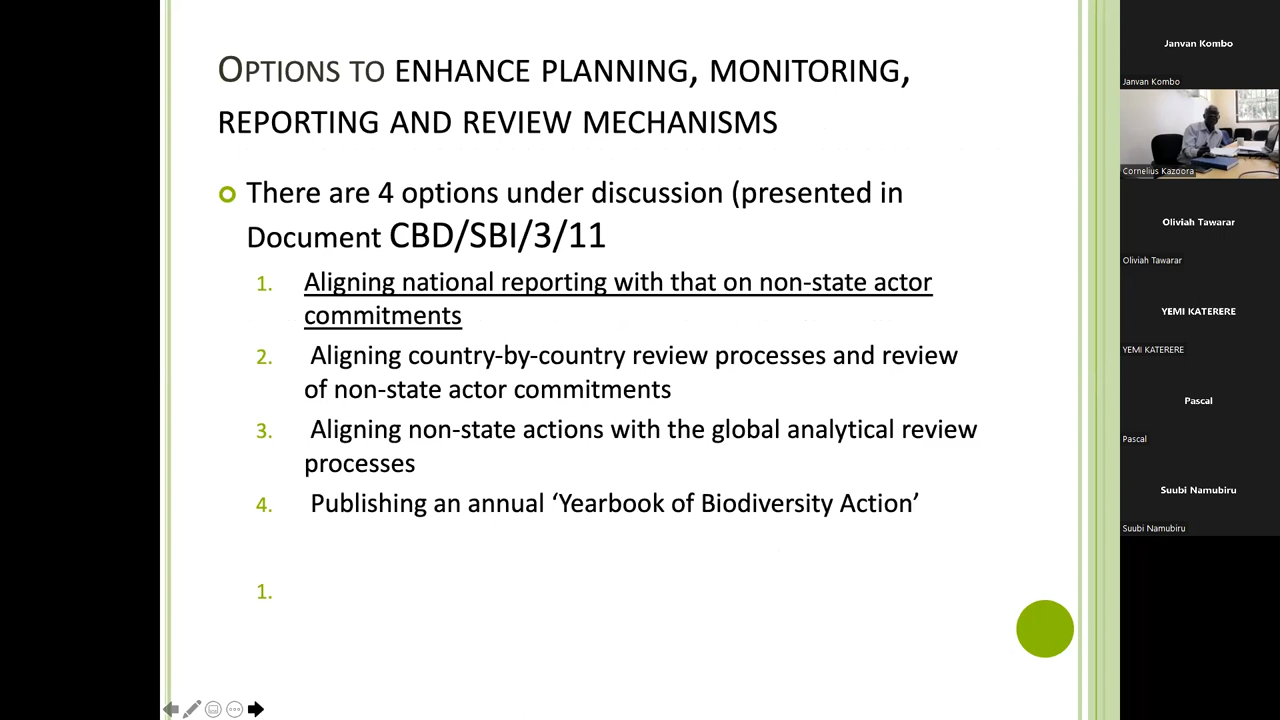 OPTIONS TO ENHANCE PLANNING, MONITORING,
REPORTING AND REVIEW MECHANISMS
There are 4 options under discussion (presented in
Document CBD/SBI/3/11
1. Aligning national reporting with that on non-state actor
commitments
2. Aligning country-by-country review processes and review
of non-state actor commitments
3. Aligning non-state actions with the global analytical review
processes
4. Publishing an annual ‘Yearbook of Biodiversity Action’
1.
Janvan Kombo
Janvan Kombo
Cornelius Kazoora
Oliviah Tawarar
Oliviah Tawarar
YEMI KATERERE
YEMI KATERERE
Pascal
Pascal
Suubi Namubiru
Suubi Namubiru